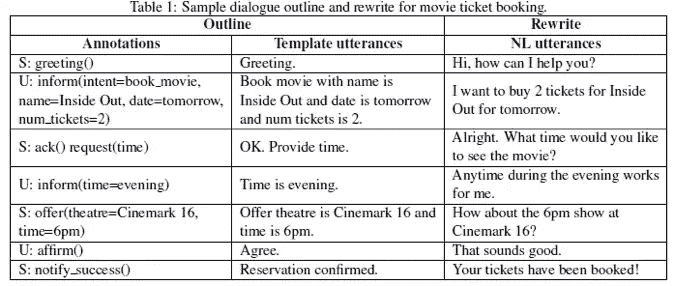 Table 1: Sample dialogue outline and rewrite for movie ticket booking.
Outline Rewrite
Annotations Template utterances NL utterances
S: greeting() Greeting. Hi, how can I help you?
U: inform(intent=book_movie,
name=Inside Out, date=tomorrow,
num_tickets=2)
Book movie with name is
Inside Out and date is tomorrow
and num tickets is 2.
I want to buy 2 tickets for Inside
Out for tomorrow.
S: ack() request(time) OK. Provide time.
Alright. What time would you like
to see the movie?
U: inform(time=evening) Time is evening.
Anytime during the evening works
for me.
S: offer(theatre=Cinemark 16,
time=6pm)
Offer theatre is Cinemark 16 and
time is 6pm.
How about the 6pm show at
Cinemark 16?
U: affirm() Agree. That sounds good.
S: notify_success() Reservation confirmed. Your tickets have been booked!